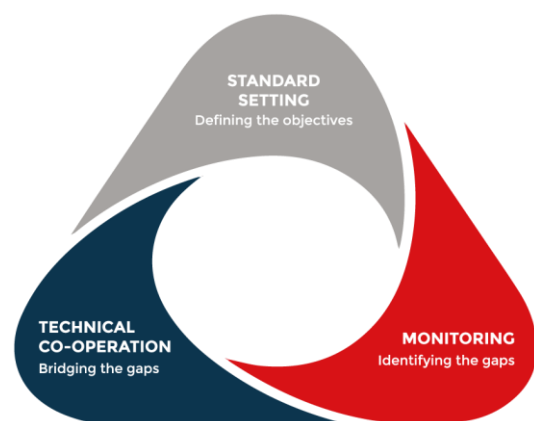 STANDARD
SETTING
Defining the objectives
TECHNICAL
CO-OPERATION
Bridging the gaps
MONITORING
Identifying the gaps